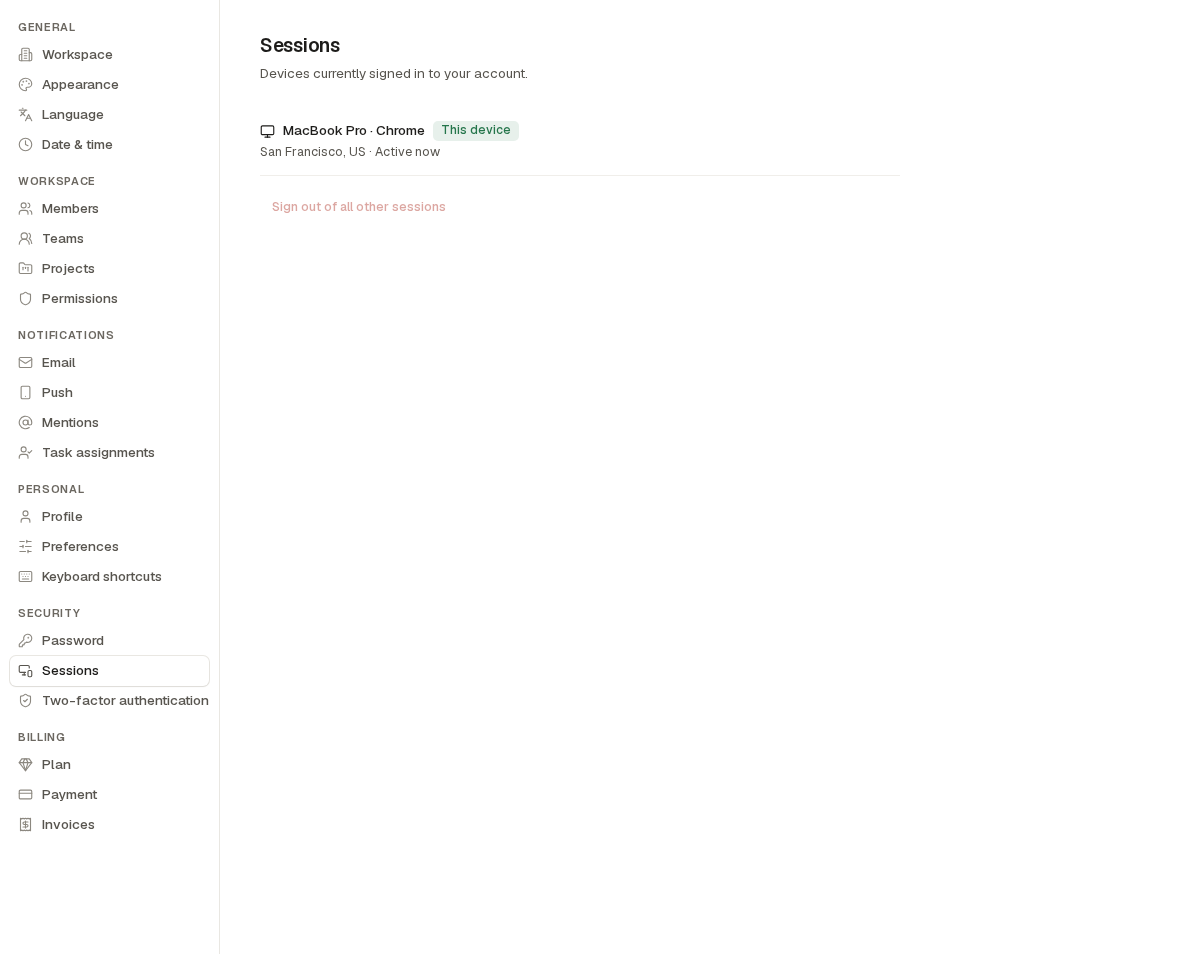 GENERAL
Workspace
Appearance
Language
Date & time
WORKSPACE
Members
Teams
Projects
Permissions
NOTIFICATIONS
Email
Push
Mentions
Task assignments
PERSONAL
Profile
Preferences
Keyboard shortcuts
SECURITY
Password
Sessions
Two-factor authentication
BILLING
Plan
Payment
Invoices
Sessions
Devices currently signed in to your account.
MacBook Pro · Chrome This device
San Francisco, US · Active now
Sign out of all other sessions